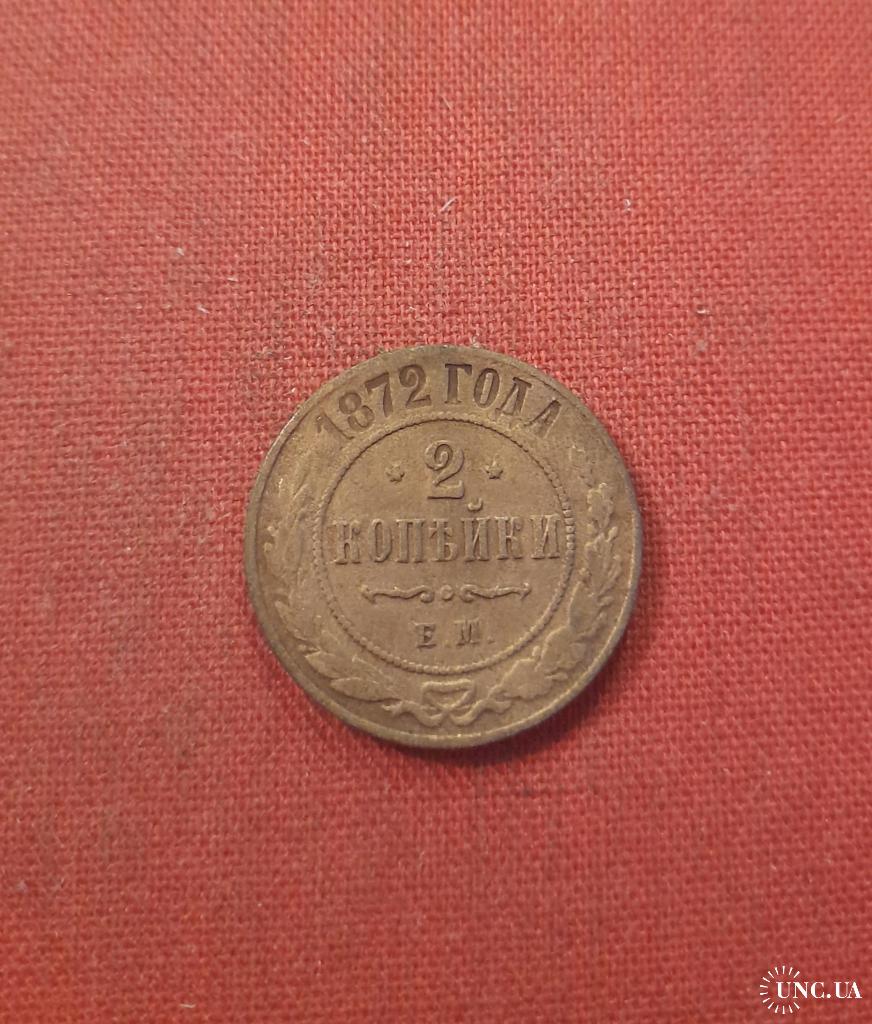 1872 ГОДА
* 2 *
КОПѢЙКИ
Е.М.
UNC.UA